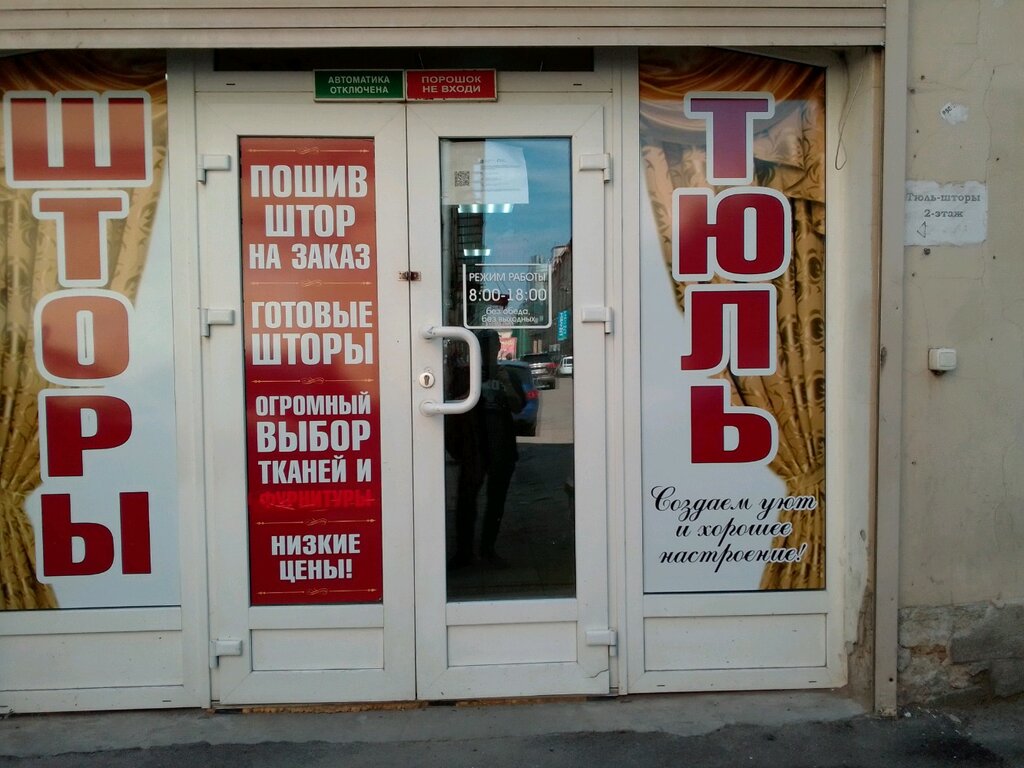 АВТОМАТИКА
ОТКЛЮЧЕНА
ПОРОШОК
НЕ ВХОДИ
ШТОРЫ
ПОШИВ
ШТОР
НА ЗАКАЗ
ГОТОВЫЕ
ШТОРЫ
ОГРОМНЫЙ
ВЫБОР
ТКАНЕЙ И
ФУРНИТУРЫ
НИЗКИЕ
ЦЕНЫ!
РЕЖИМ РАБОТЫ
8:00-18:00
без обеда,
без выходных
ТЮЛЬ
Создаем уют
и хорошее
настроение!
Тюль-шторы
2-этаж